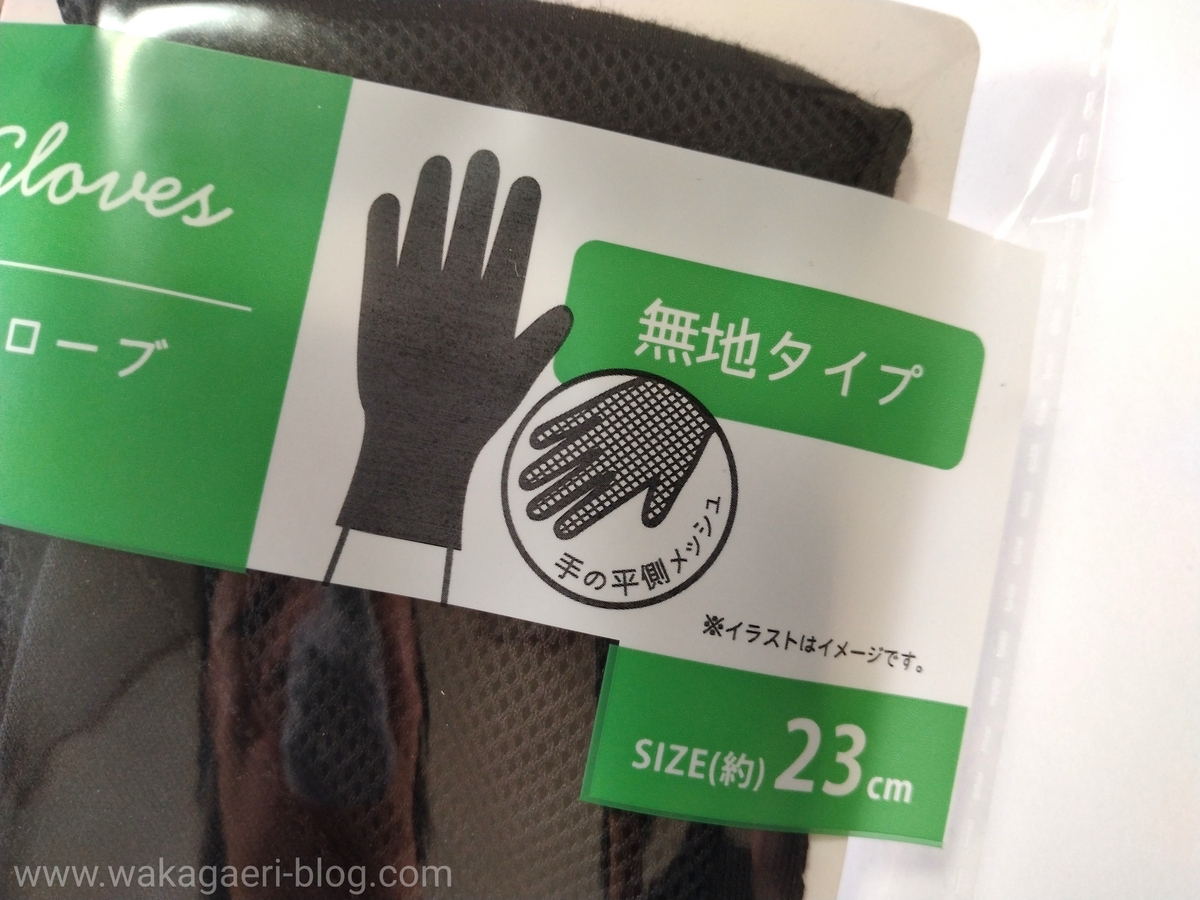 Gloves
ローブ
無地タイプ
手の平側メッシュ
※イラストはイメージです。
SIZE(約)23cm
www.wakagaeri-blog.com